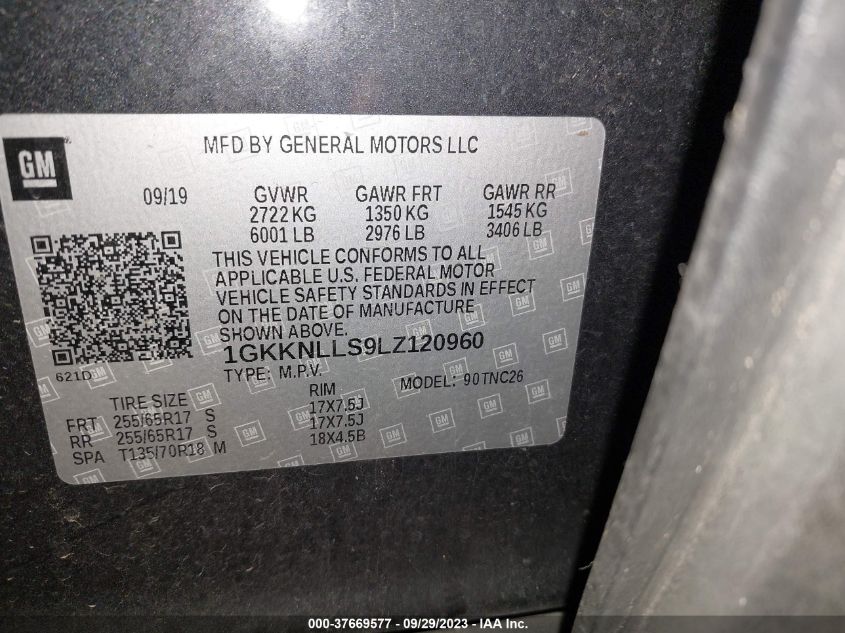 GM
MFD BY GENERAL MOTORS LLC
09/19 GVWR GAWR FRT GAWR RR
2722 KG 1350 KG 1545 KG
6001 LB 2976 LB 3406 LB
THIS VEHICLE CONFORMS TO ALL
APPLICABLE U.S. FEDERAL MOTOR
VEHICLE SAFETY STANDARDS IN EFFECT
ON THE DATE OF MANUFACTURE
SHOWN ABOVE.
1GKKNLLS9LZ120960
621D TYPE: M.P.V. MODEL: 90TNC26
TIRE SIZE RIM
FRT 255/65R17 S 17X7.5J
RR 255/65R17 S 17X7.5J
SPA T135/70R18 M 18X4.5B
000-37669577 - 09/29/2023 - IAA Inc.